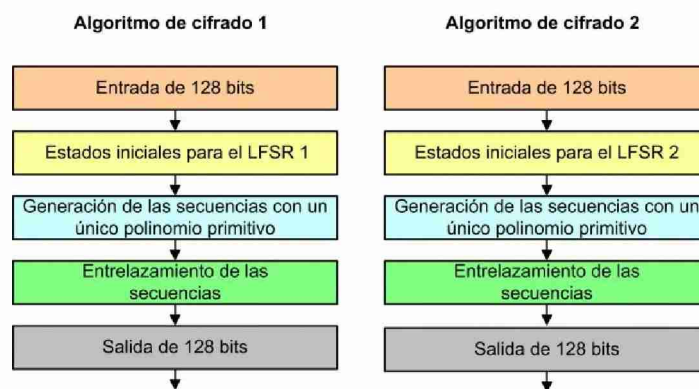 Algoritmo de cifrado 1
Entrada de 128 bits
Estados iniciales para el LFSR 1
Generación de las secuencias con un
único polinomio primitivo
Entrelazamiento de las
secuencias
Salida de 128 bits
Algoritmo de cifrado 2
Entrada de 128 bits
Estados iniciales para el LFSR 2
Generación de las secuencias con un
único polinomio primitivo
Entrelazamiento de las
secuencias
Salida de 128 bits